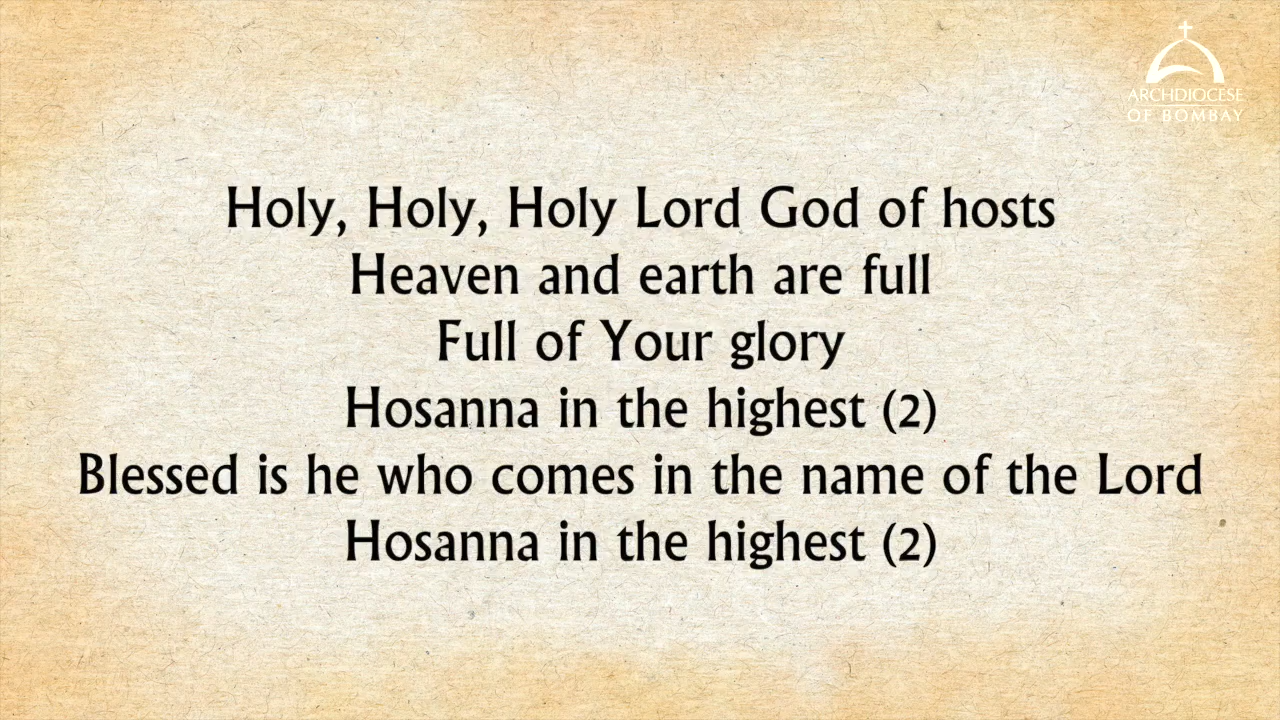 ARCHDIOCESE
OF BOMBAY
Holy, Holy, Holy Lord God of hosts
Heaven and earth are full
Full of Your glory
Hosanna in the highest (2)
Blessed is he who comes in the name of the Lord
Hosanna in the highest (2)